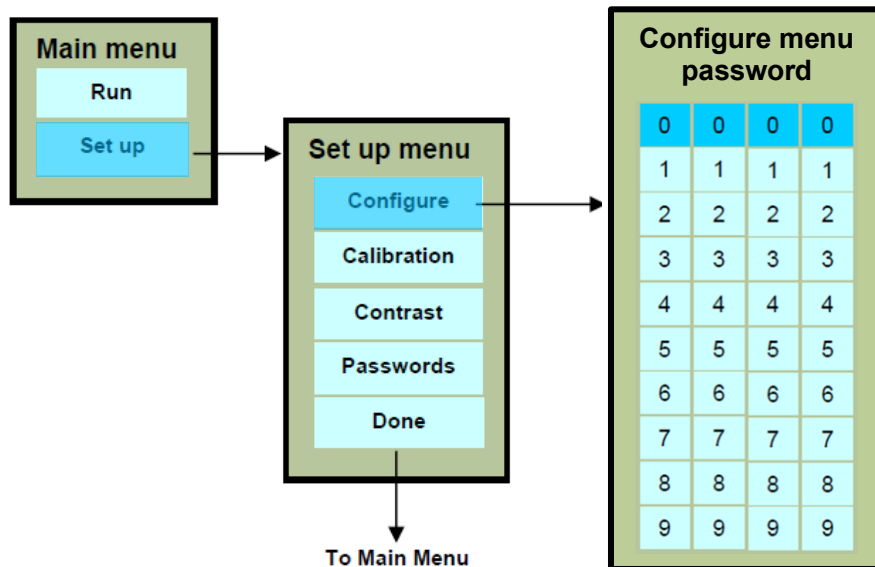 Main menu
Run
Set up
Set up menu
Configure
Calibration
Contrast
Passwords
Done
To Main Menu
Configure menu
password
0 0 0 0
1 1 1 1
2 2 2 2
3 3 3 3
4 4 4 4
5 5 5 5
6 6 6 6
7 7 7 7
8 8 8 8
9 9 9 9